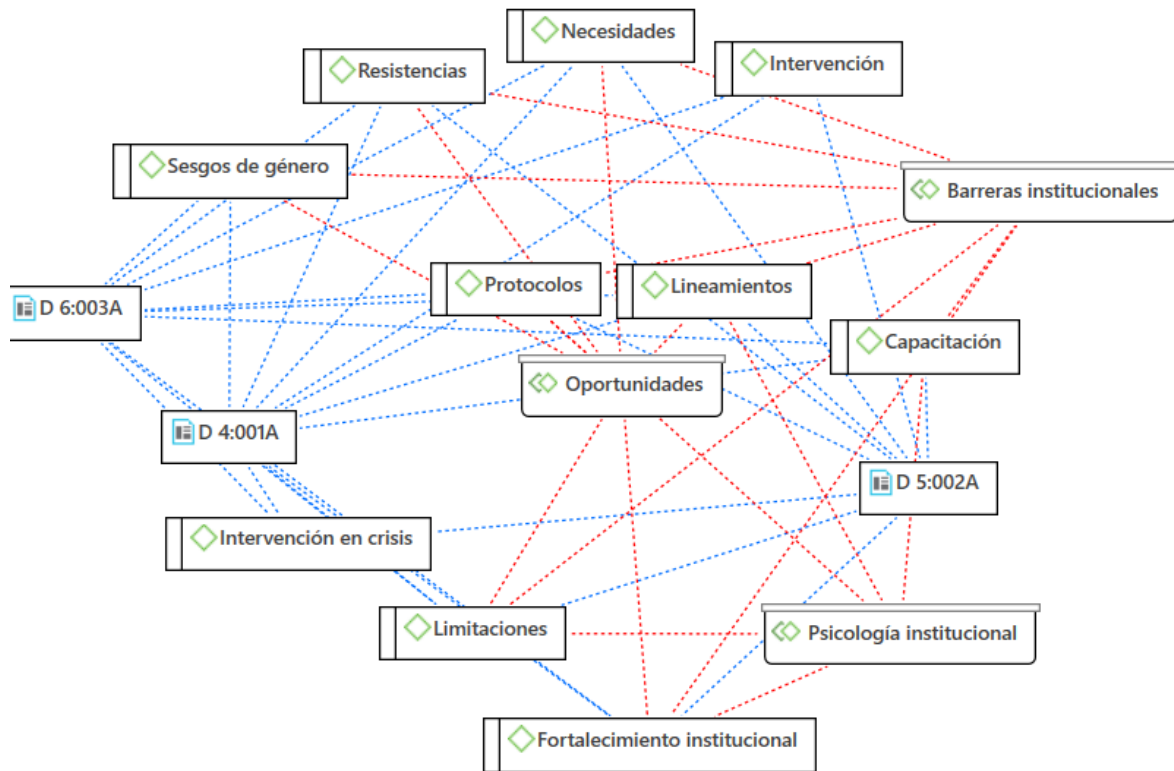 Necesidades
Resistencias
Intervención
Sesgos de género
Barreras institucionales
Protocolos
Lineamientos
D 6:003A
Capacitación
Oportunidades
D 4:001A
D 5:002A
Intervención en crisis
Limitaciones
Psicología institucional
Fortalecimiento institucional